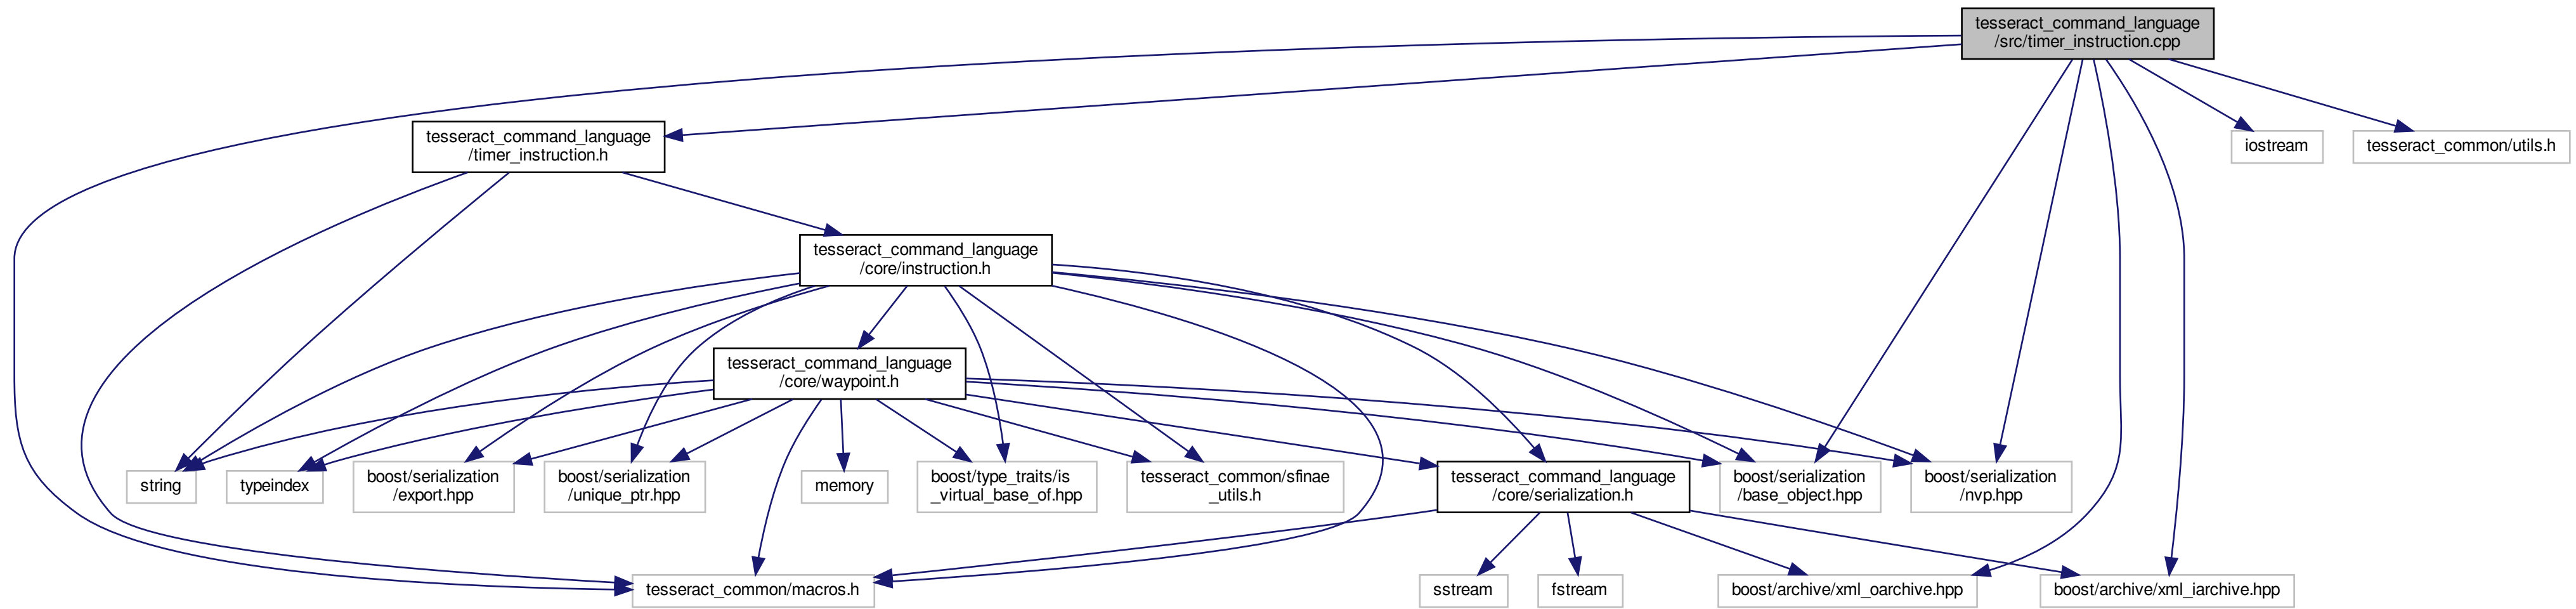 tesseract_command_language
/src/timer_instruction.cpp
tesseract_command_language
/timer_instruction.h
iostream
tesseract_common/utils.h
tesseract_command_language
/core/instruction.h
tesseract_command_language
/core/waypoint.h
string
typeindex
boost/serialization
/export.hpp
boost/serialization
/unique_ptr.hpp
memory
boost/type_traits/is
_virtual_base_of.hpp
tesseract_common/sfinae
_utils.h
tesseract_command_language
/core/serialization.h
boost/serialization
/base_object.hpp
boost/serialization
/nvp.hpp
tesseract_common/macros.h
sstream
fstream
boost/archive/xml_oarchive.hpp
boost/archive/xml_iarchive.hpp